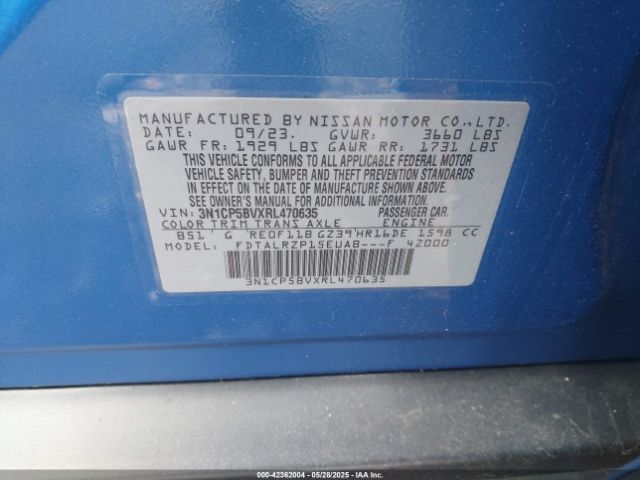 MANUFACTURED BY NISSAN MOTOR CO.,LTD.
DATE: 09/23. GVWR: 3660 LBS
GAWR FR: 1929 LBS GAWR RR: 1731 LBS
THIS VEHICLE CONFORMS TO ALL APPLICABLE FEDERAL MOTOR
VEHICLE SAFETY, BUMPER AND THEFT PREVENTION STANDARDS
IN EFFECT ON THE DATE OF MANUFACTURE SHOWN ABOVE.
SEE OWNER'S MANUAL FOR ADDITIONAL INFORMATION.
VIN: 3N1CP5BVXRL470635 PASSENGER CAR.
COLOR TRIM TRANS AXLE ENGINE
B51 G RE0F11B GZ39 HR16DE 1598 CC
MODEL: FDTALRZP15EUAB---F 42000
3N1CP5BVXRL470635
000-42362004 | 05/28/2025 | IAAI.COM